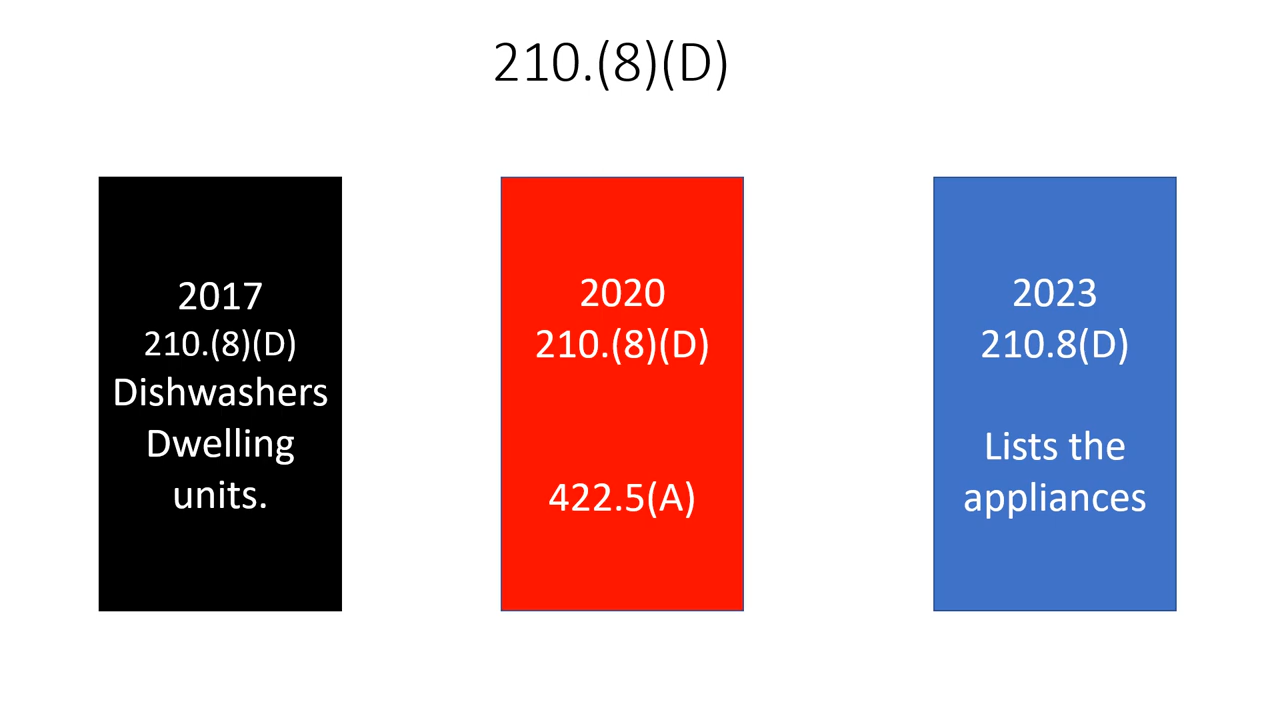 210.(8)(D)
2017
210.(8)(D)
Dishwashers
Dwelling
units.
2020
210.(8)(D)
422.5(A)
2023
210.8(D)
Lists the
appliances